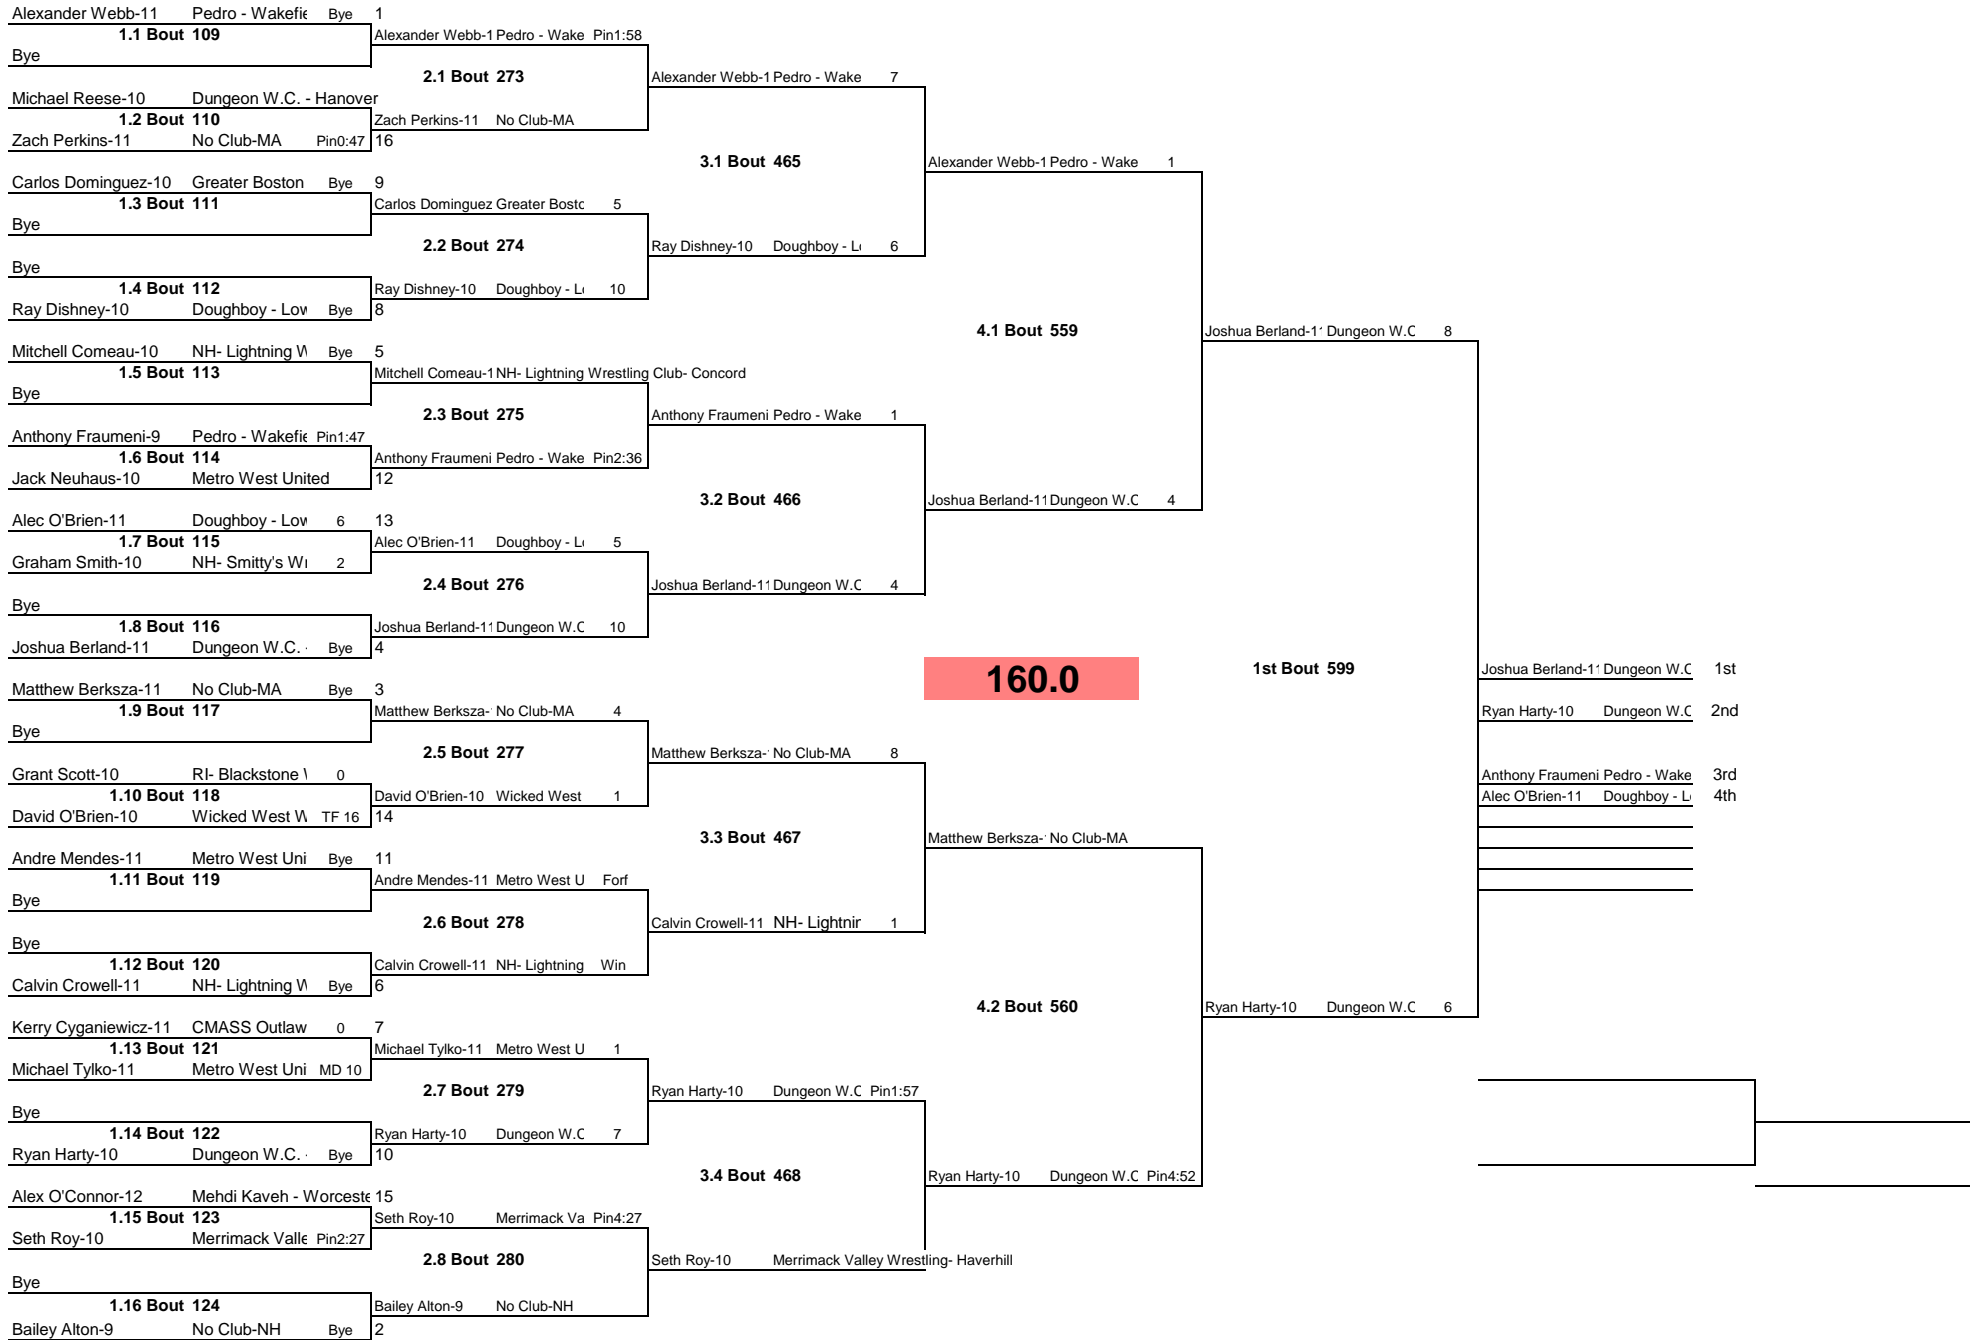 Alexander Webb-11 Pedro - Wakefie Bye 1
1.1 Bout 109
Bye
Michael Reese-10 Dungeon W.C. - Hanover
1.2 Bout 110
Zach Perkins-11 No Club-MA Pin0:47 16
Carlos Dominguez-10 Greater Boston Bye 9
1.3 Bout 111
Bye
Bye
1.4 Bout 112
Ray Dishney-10 Doughboy - Low Bye 8
Mitchell Comeau-10 NH- Lightning W Bye 5
1.5 Bout 113
Bye
Anthony Fraumeni-9 Pedro - Wakefie Pin1:47
1.6 Bout 114
Jack Neuhaus-10 Metro West United 12
Alec O'Brien-11 Doughboy - Low 6 13
1.7 Bout 115
Graham Smith-10 NH- Smitty's Wr 2
Bye
1.8 Bout 116
Joshua Berland-11 Dungeon W.C. - Bye 4
Matthew Berksza-11 No Club-MA Bye 3
1.9 Bout 117
Bye
Grant Scott-10 RI- Blackstone V 0
1.10 Bout 118
David O'Brien-10 Wicked West W TF 16 14
Andre Mendes-11 Metro West Uni Bye 11
1.11 Bout 119
Bye
Bye
1.12 Bout 120
Calvin Crowell-11 NH- Lightning W Bye 6
Kerry Cyganiewicz-11 CMASS Outlaw 0 7
1.13 Bout 121
Michael Tylko-11 Metro West Uni MD 10
Bye
1.14 Bout 122
Ryan Harty-10 Dungeon W.C. - Bye 10
Alex O'Connor-12 Mehdi Kaveh - Worceste 15
1.15 Bout 123
Seth Roy-10 Merrimack Valle Pin2:27
Bye
1.16 Bout 124
Bailey Alton-9 No Club-NH Bye 2
Alexander Webb-1 Pedro - Wake Pin1:58
2.1 Bout 273
Zach Perkins-11 No Club-MA
Carlos Dominguez Greater Bostc 5
2.2 Bout 274
Ray Dishney-10 Doughboy - Lo 10
Mitchell Comeau-1 NH- Lightning Wrestling Club- Concord
2.3 Bout 275
Anthony Fraumeni Pedro - Wake Pin2:36
Alec O'Brien-11 Doughboy - Lo 5
2.4 Bout 276
Joshua Berland-11 Dungeon W.C 10
Matthew Berksza- No Club-MA 4
2.5 Bout 277
David O'Brien-10 Wicked West 1
Andre Mendes-11 Metro West U Forf
2.6 Bout 278
Calvin Crowell-11 NH- Lightning Win
Michael Tylko-11 Metro West U 1
2.7 Bout 279
Ryan Harty-10 Dungeon W.C 7
Seth Roy-10 Merrimack Va Pin4:27
2.8 Bout 280
Bailey Alton-9 No Club-NH
Alexander Webb-1 Pedro - Wake 7
3.1 Bout 465
Ray Dishney-10 Doughboy - Lo 6
Anthony Fraumeni Pedro - Wake 1
3.2 Bout 466
Joshua Berland-11 Dungeon W.C 4
Matthew Berksza- No Club-MA 8
3.3 Bout 467
Calvin Crowell-11 NH- Lightnir 1
Ryan Harty-10 Dungeon W.C Pin1:57
3.4 Bout 468
Seth Roy-10 Merrimack Valley Wrestling- Haverhill
Alexander Webb-1 Pedro - Wake 1
4.1 Bout 559
Joshua Berland-11 Dungeon W.C 4
160.0
Matthew Berksza- No Club-MA
4.2 Bout 560
Ryan Harty-10 Dungeon W.C Pin4:52
Joshua Berland-11 Dungeon W.C 8
1st Bout 599
Ryan Harty-10 Dungeon W.C 6
Joshua Berland-11 Dungeon W.C 1st
Ryan Harty-10 Dungeon W.C 2nd
Anthony Fraumeni Pedro - Wake 3rd
Alec O'Brien-11 Doughboy - Lo 4th